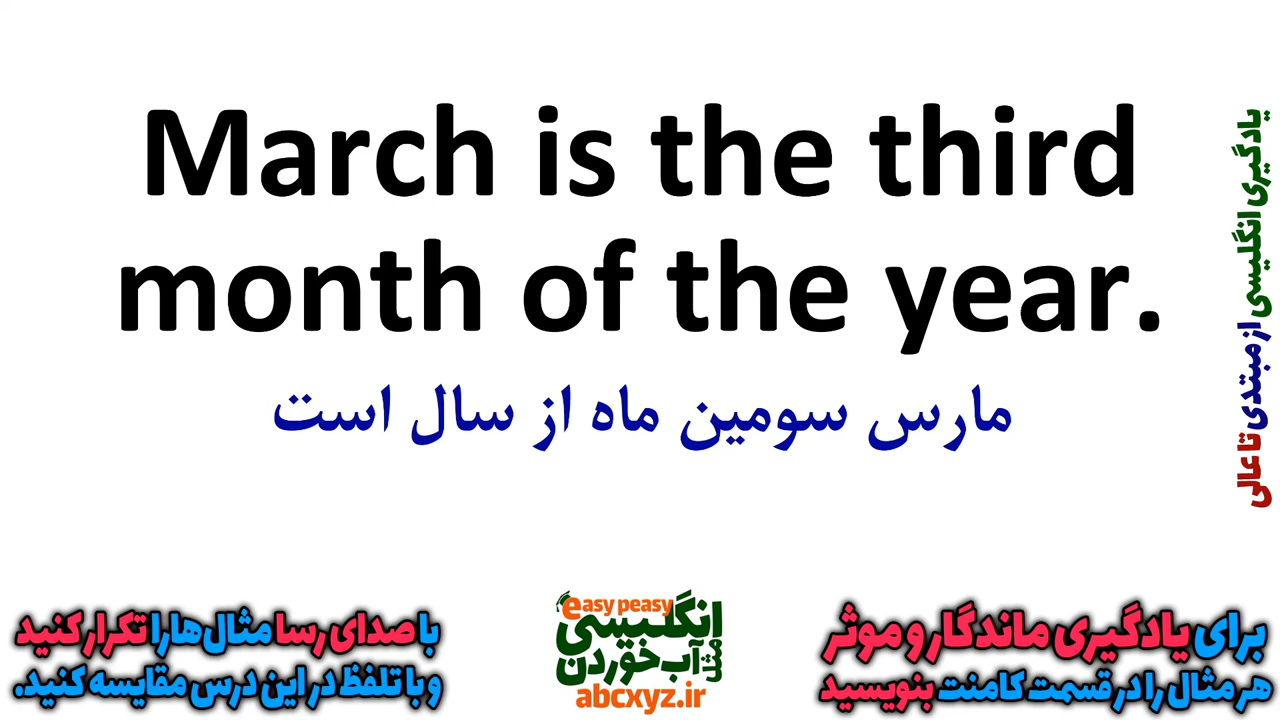 March is the third
month of the year.
مارس سومین ماه از سال است
یادگیری انگلیسی از مبتدی تا عالی
برای یادگیری ماندگار و موثر
هر مثال را در قسمت کامنت بنویسید
easy peasy
انگلیسی
مثل
آب خوردن
abcxyz.ir
با صدای رسا مثال‌ها را تکرار کنید
و با تلفظ در این درس مقایسه کنید.